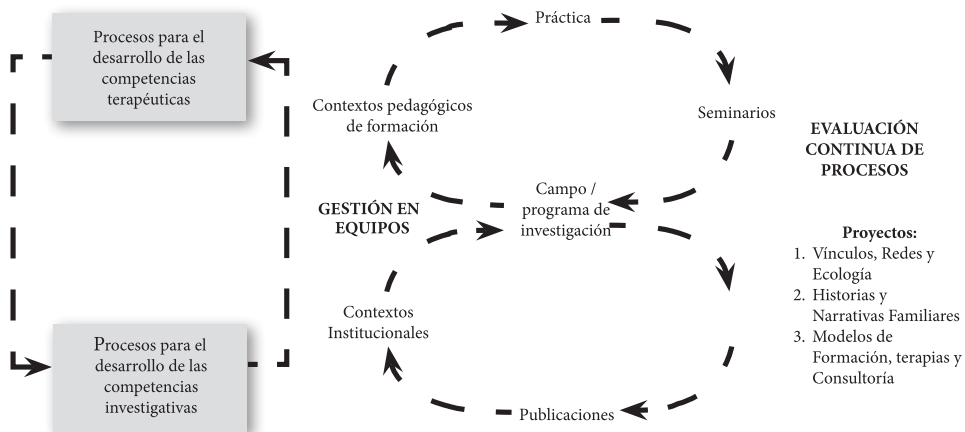 Procesos para el
desarrollo de las
competencias
terapéuticas
Procesos para el
desarrollo de las
competencias
investigativas
Práctica
Contextos pedagógicos
de formación
Seminarios
GESTIÓN EN
EQUIPOS
Campo /
programa de
investigación
Contextos
Institucionales
Publicaciones
EVALUACIÓN
CONTINUA DE
PROCESOS
Proyectos:
1. Vínculos, Redes y
Ecología
2. Historias y
Narrativas Familiares
3. Modelos de
Formación, terapias y
Consultoría